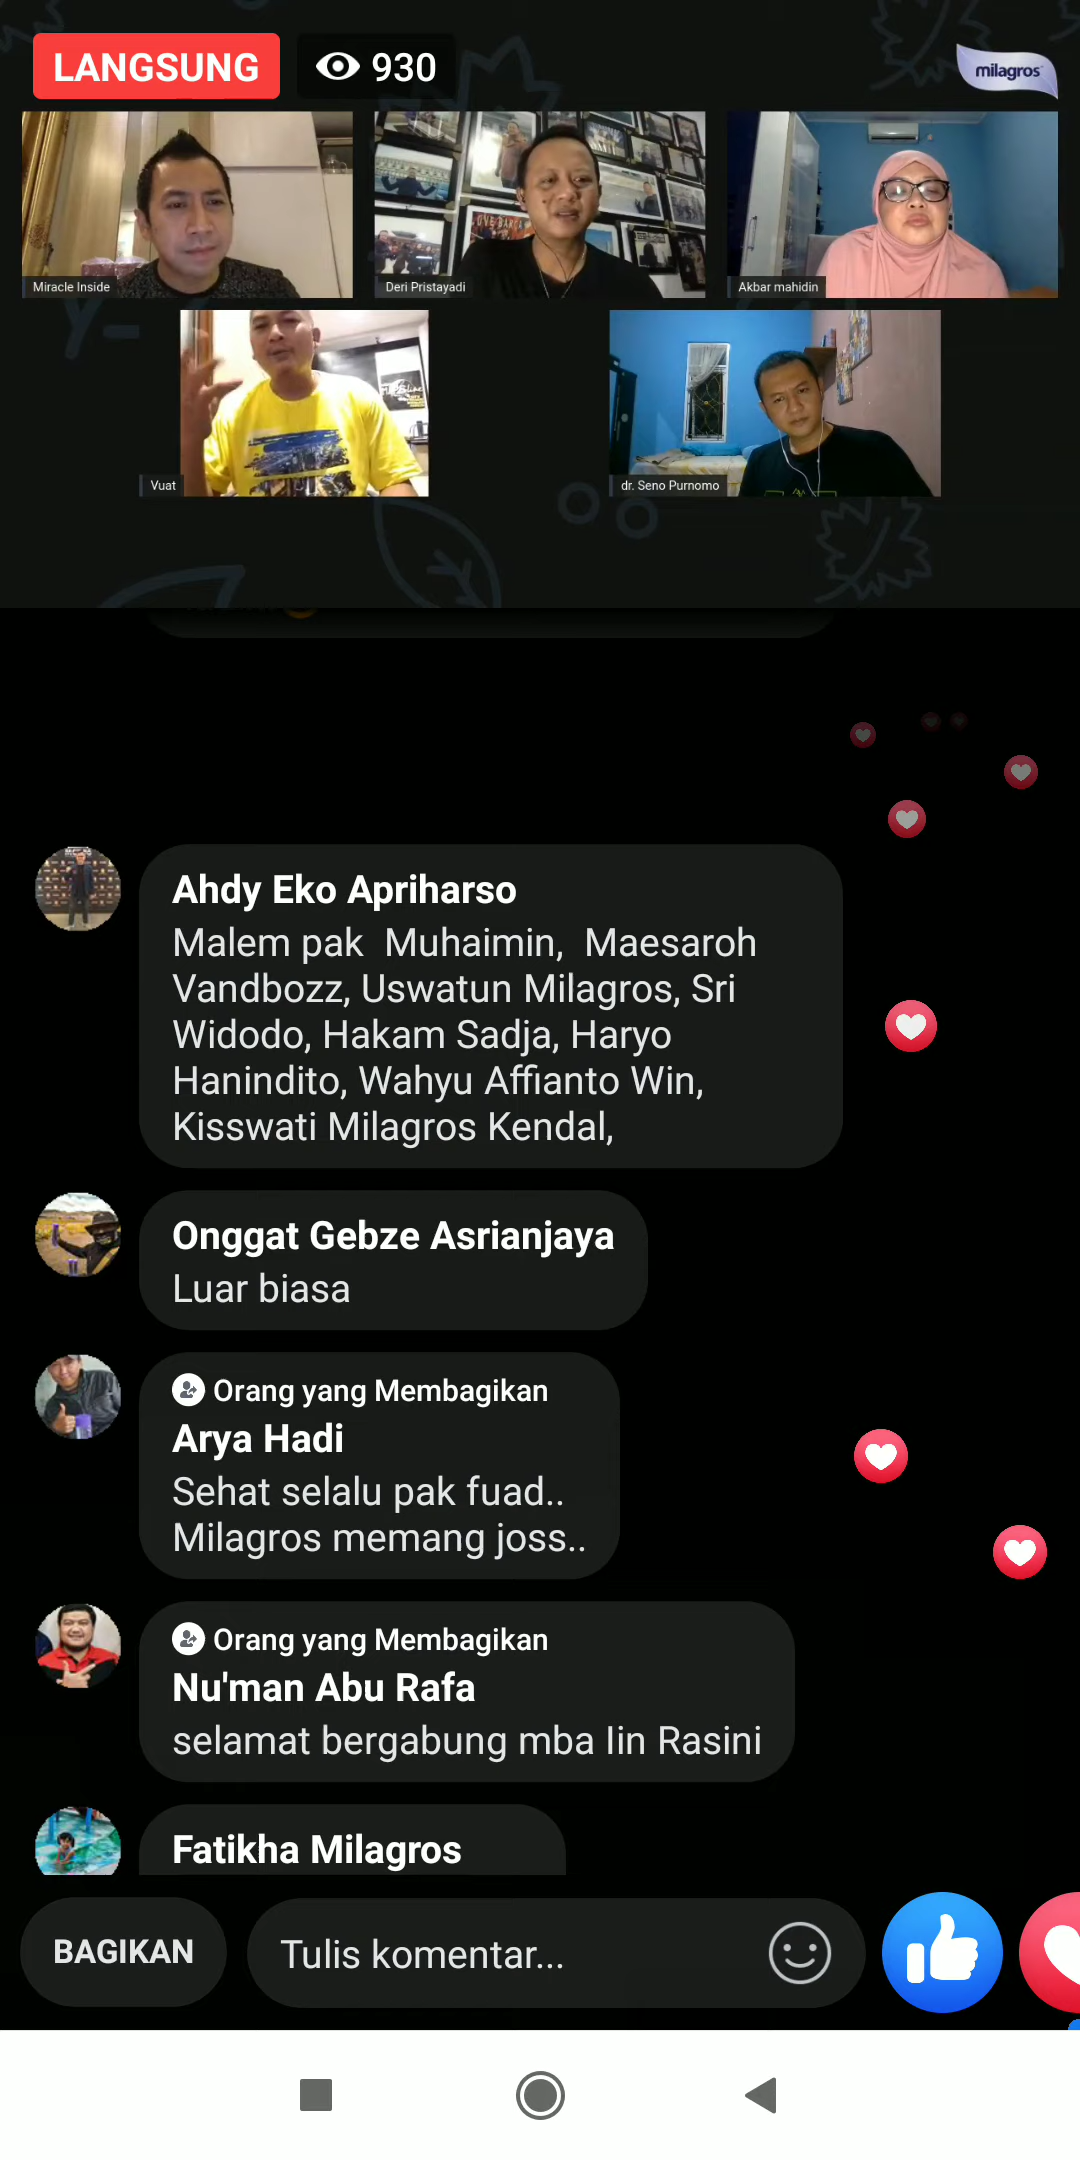 LANGSUNG
930
milagros
Miracle Inside
Deri Pristayadi
Akbar mahidin
Vuat
dr. Seno Purnomo
Ahdy Eko Apriharso
Malem pak  Muhaimin,  Maesaroh
Vandbozz, Uswatun Milagros, Sri
Widodo, Hakam Sadja, Haryo
Hanindito, Wahyu Affianto Win,
Kisswati Milagros Kendal,
Onggat Gebze Asrianjaya
Luar biasa
Orang yang Membagikan
Arya Hadi
Sehat selalu pak fuad..
Milagros memang joss..
Orang yang Membagikan
Nu'man Abu Rafa
selamat bergabung mba Iin Rasini
Fatikha Milagros
BAGIKAN
Tulis komentar...